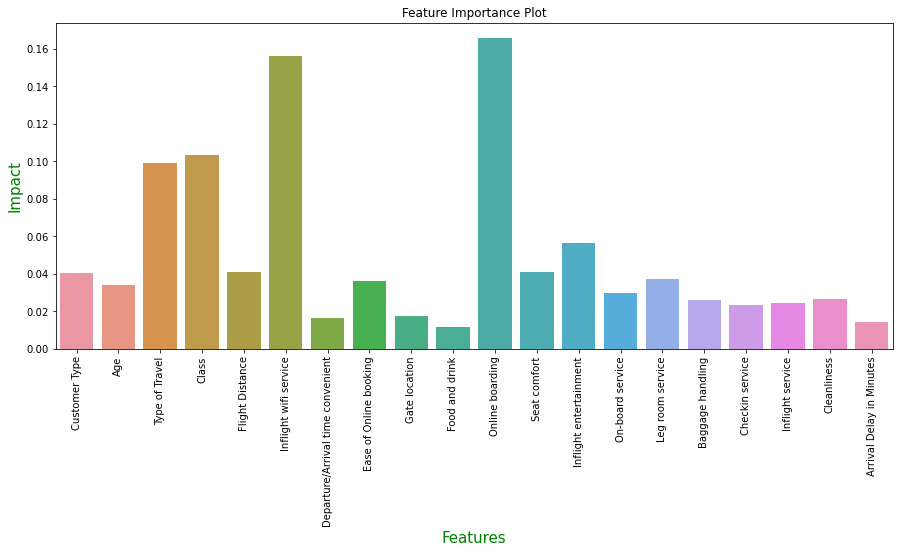 Feature Importance Plot
Impact
0.16
0.14
0.12
0.10
0.08
0.06
0.04
0.02
0.00
Customer Type
Age
Type of Travel
Class
Flight Distance
Inflight wifi service
Departure/Arrival time convenient
Ease of Online booking
Gate location
Food and drink
Online boarding
Seat comfort
Inflight entertainment
On-board service
Leg room service
Baggage handling
Checkin service
Inflight service
Cleanliness
Arrival Delay in Minutes
Features